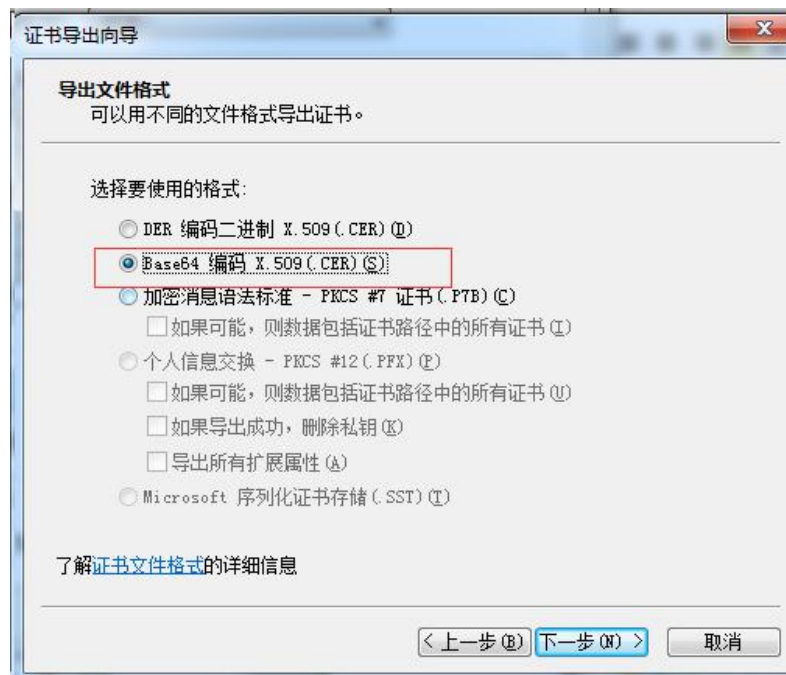 证书导出向导
导出文件格式
可以用不同的文件格式导出证书。
选择要使用的格式:
DER 编码二进制 X.509(.CER)(D)
Base64 编码 X.509(.CER)(S)
加密消息语法标准 - PKCS #7 证书(.P7B)(C)
如果可能，则数据包括证书路径中的所有证书(I)
个人信息交换 - PKCS #12(.PFX)(P)
如果可能，则数据包括证书路径中的所有证书(U)
如果导出成功，删除私钥(K)
导出所有扩展属性(A)
Microsoft 序列化证书存储(.SST)(T)
了解证书文件格式的详细信息
< 上一步(B) 下一步(N) > 取消